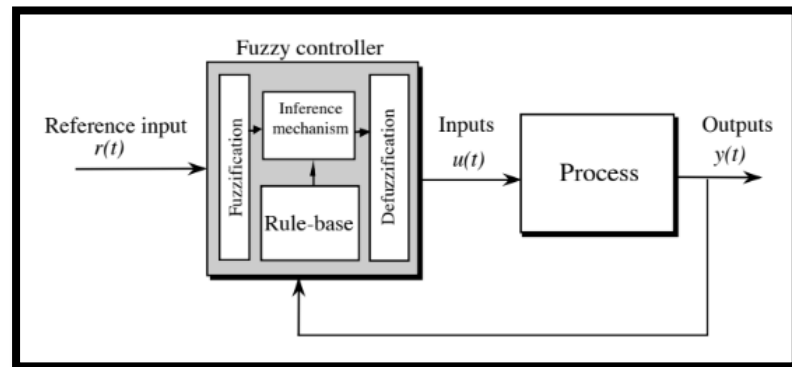 Fuzzy controller
Reference input
r(t)
Fuzzification
Inference
mechanism
Rule-base
Defuzzification
Inputs
u(t)
Process
Outputs
y(t)